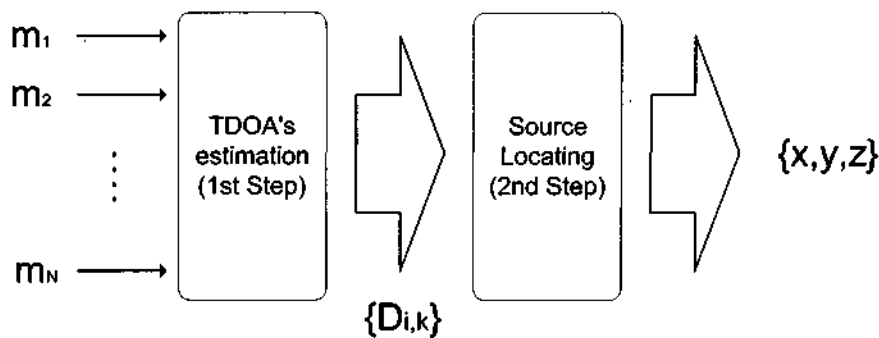 m1
m2
mN
TDOA's
estimation
(1st Step)
{Di,k}
Source
Locating
(2nd Step)
{x,y,z}